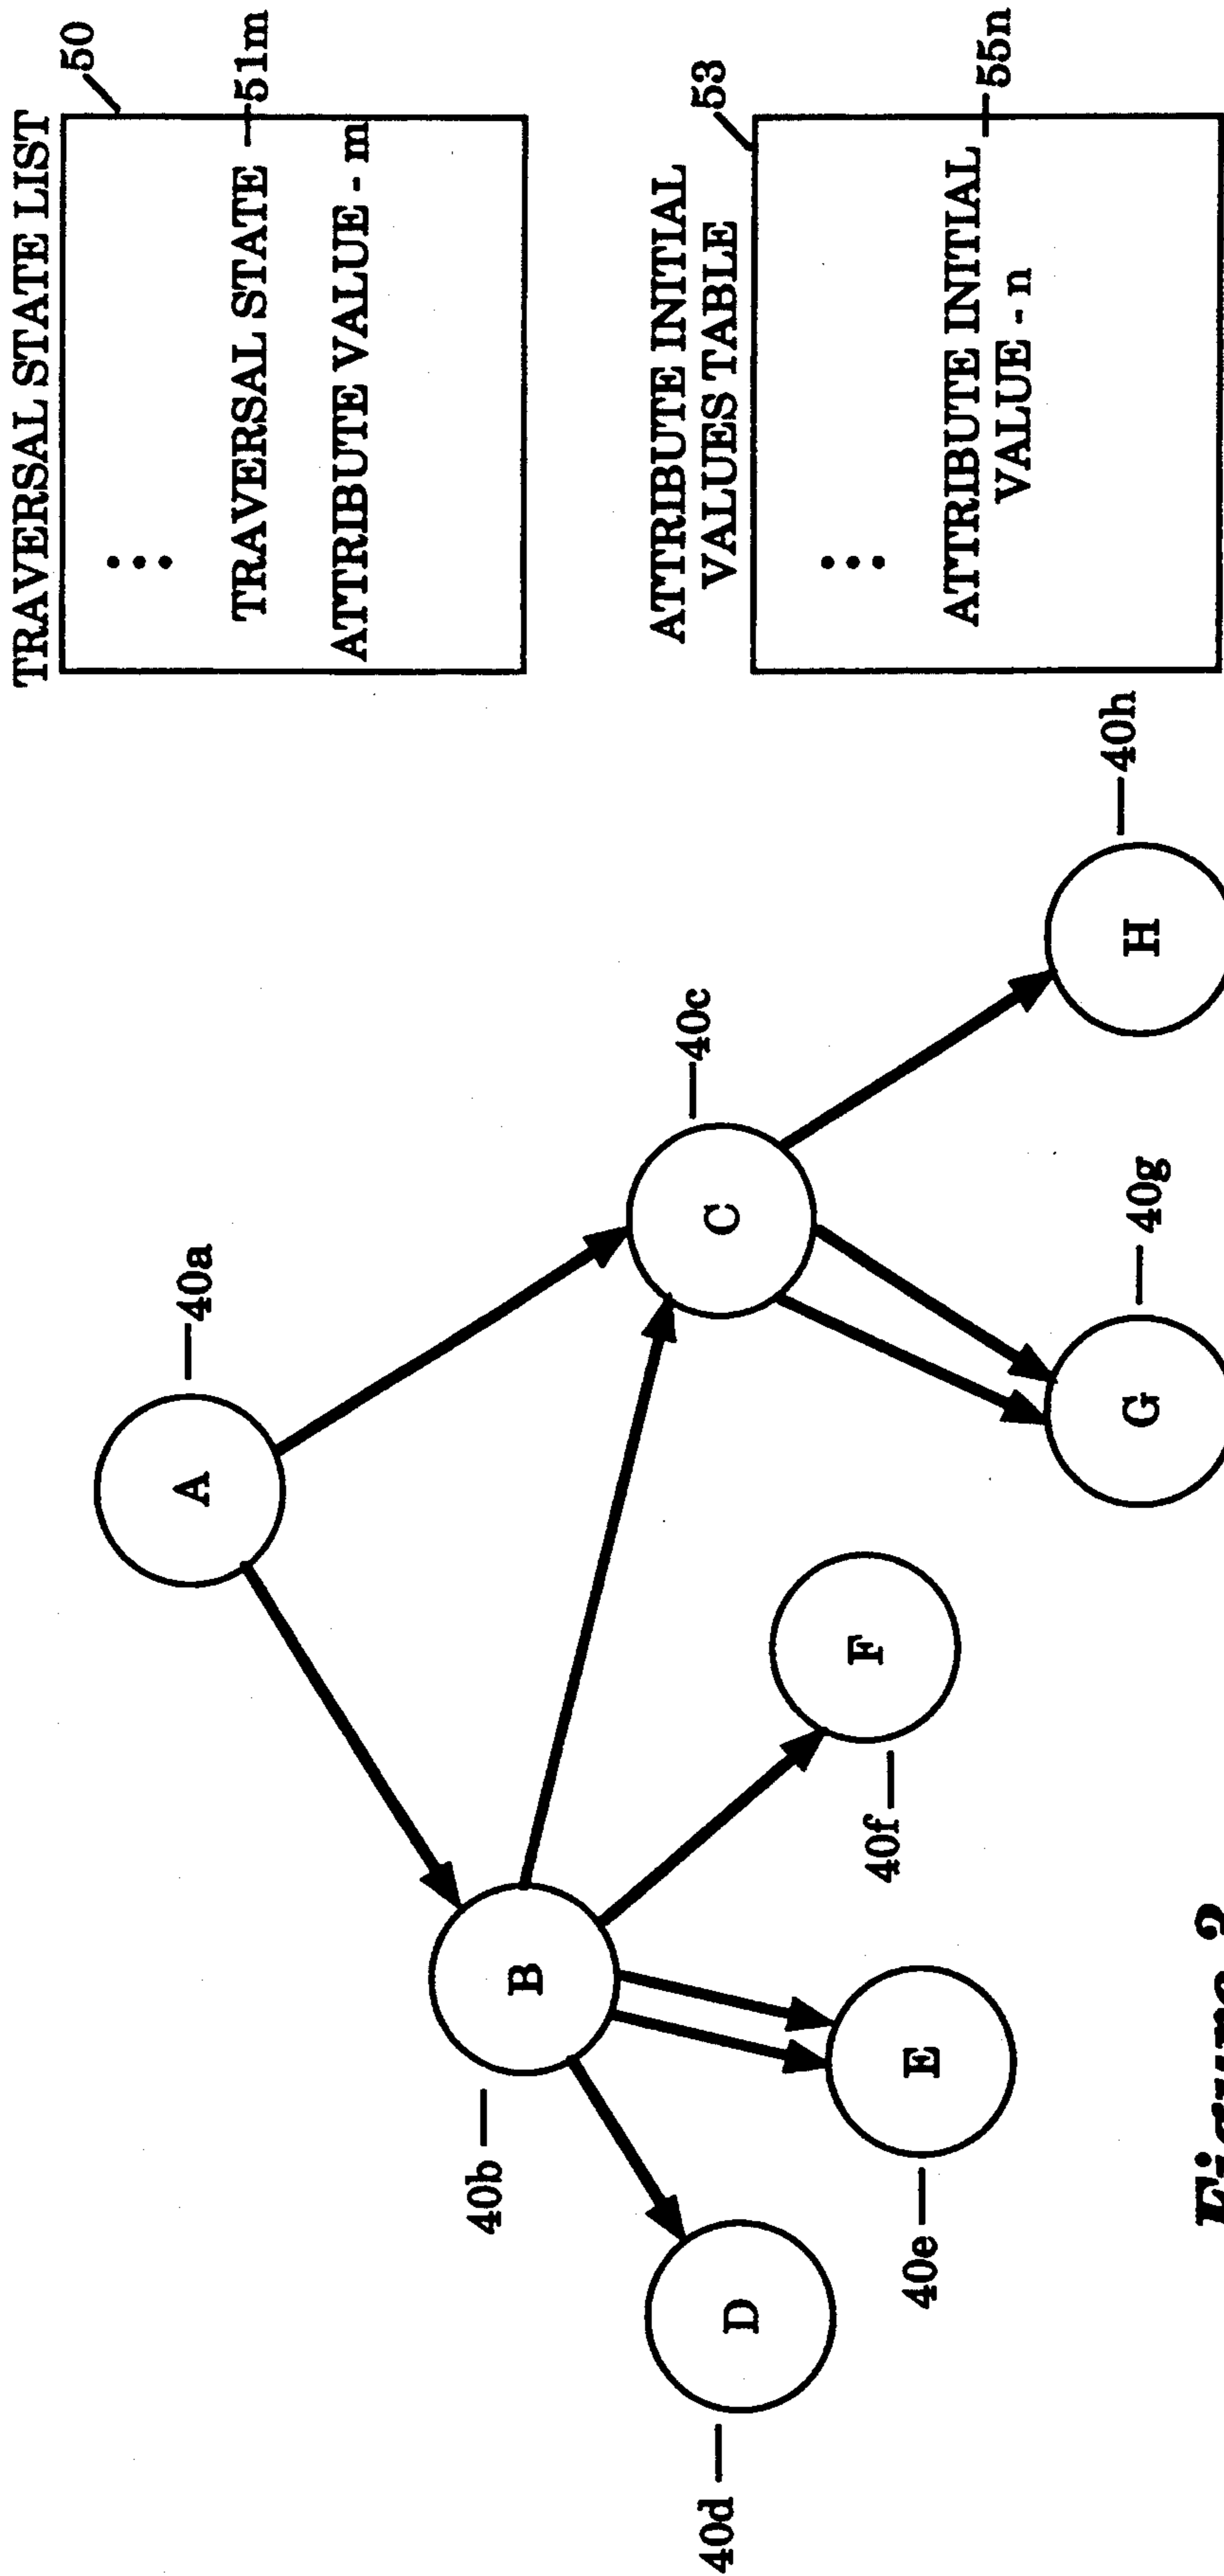 TRAVERSAL STATE LIST
50
TRAVERSAL STATE
51m
ATTRIBUTE VALUE - m
ATTRIBUTE INITIAL
VALUES TABLE
53
ATTRIBUTE INITIAL
VALUE - n
55n
A
40a
B
40b
C
40c
D
40d
E
40e
F
40f
G
40g
H
40h
Figure